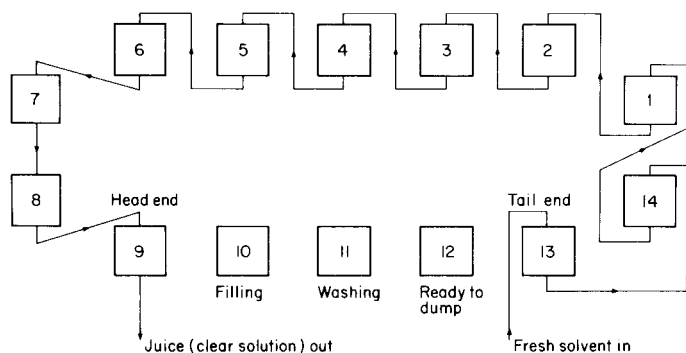 6
5
4
3
2
7
1
8
Head end
Tail end
14
9
10
11
12
13
Filling
Washing
Ready to
dump
Juice (clear solution) out
Fresh solvent in